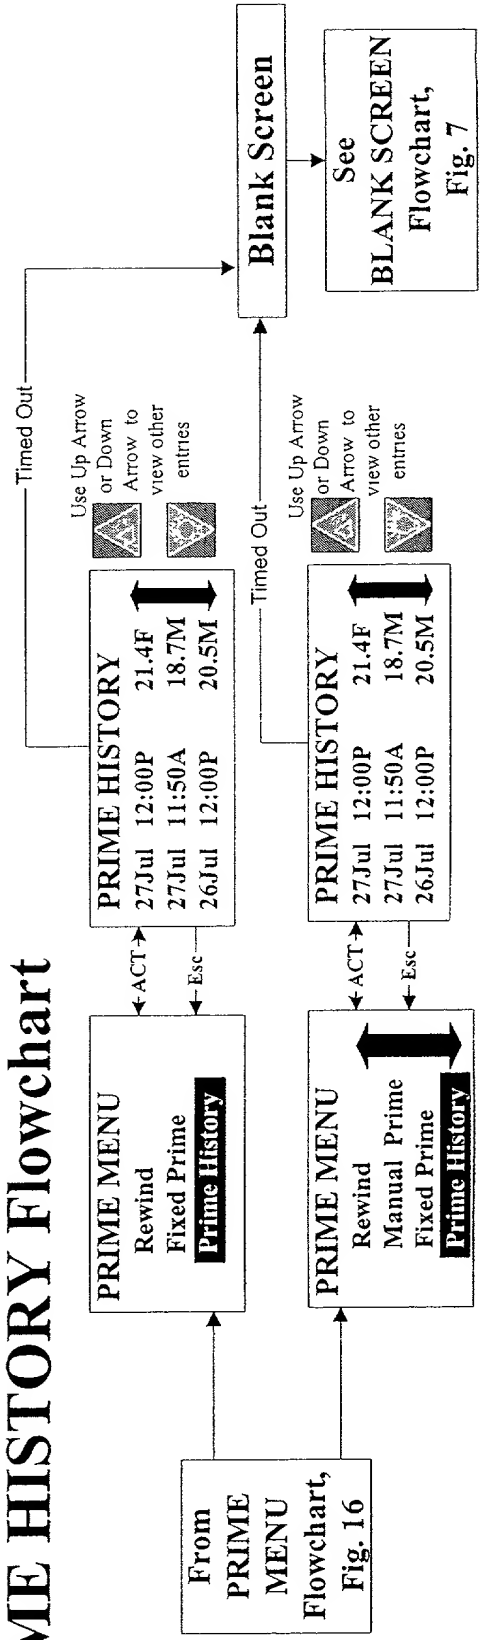 ME HISTORY Flowchart
From
PRIME
MENU
Flowchart,
Fig. 16
PRIME MENU
Rewind
Fixed Prime
Prime History
ACT
Esc
PRIME HISTORY
27Jul 12:00P 21.4F
27Jul 11:50A 18.7M
26Jul 12:00P 20.5M
Use Up Arrow
or Down
Arrow to
view other
entries
Timed Out
PRIME MENU
Rewind
Manual Prime
Fixed Prime
Prime History
ACT
Esc
PRIME HISTORY
27Jul 12:00P 21.4F
27Jul 11:50A 18.7M
26Jul 12:00P 20.5M
Use Up Arrow
or Down
Arrow to
view other
entries
Timed Out
Blank Screen
See
BLANK SCREEN
Flowchart,
Fig. 7